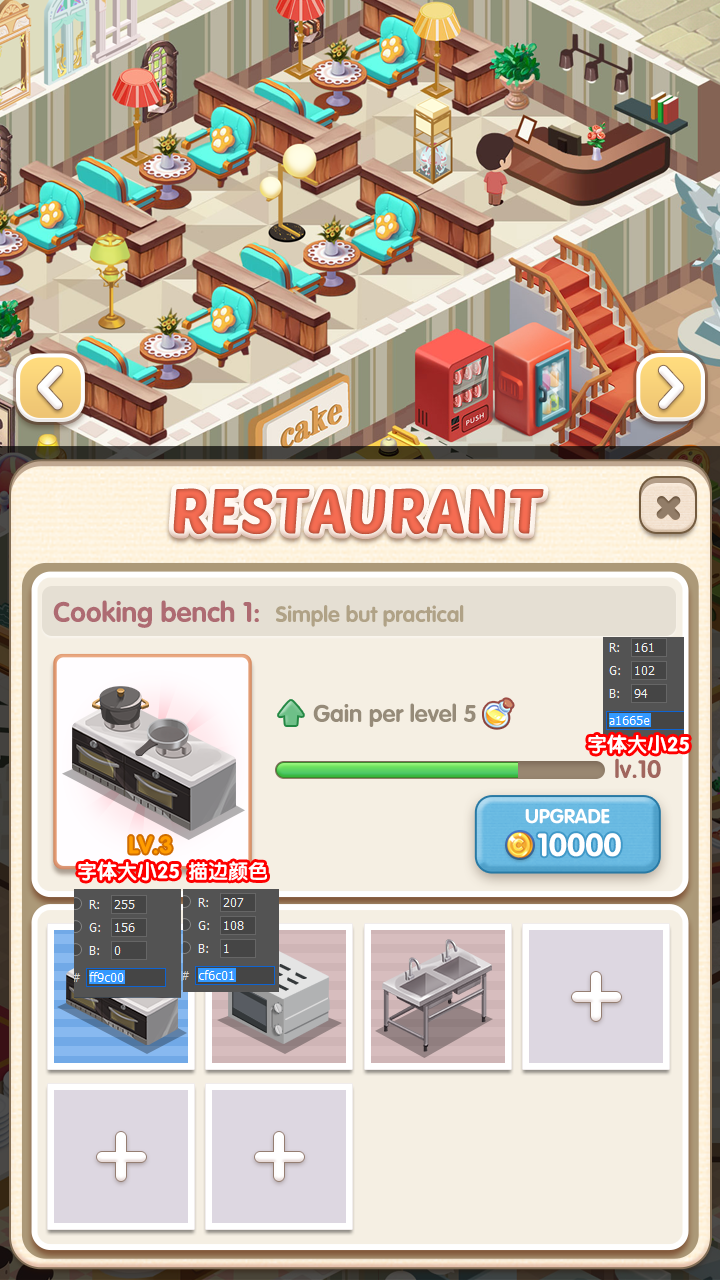 cake
PUSH
RESTAURANT
Cooking bench 1: Simple but practical
R: 161
G: 102
B: 94
a1665e
字体大小25
Gain per level 5
lv.10
UPGRADE
10000
LV.3
字体大小25 描边颜色
R: 255
G: 156
B: 0
# ff9c00
R: 207
G: 108
B: 1
# cf6c01